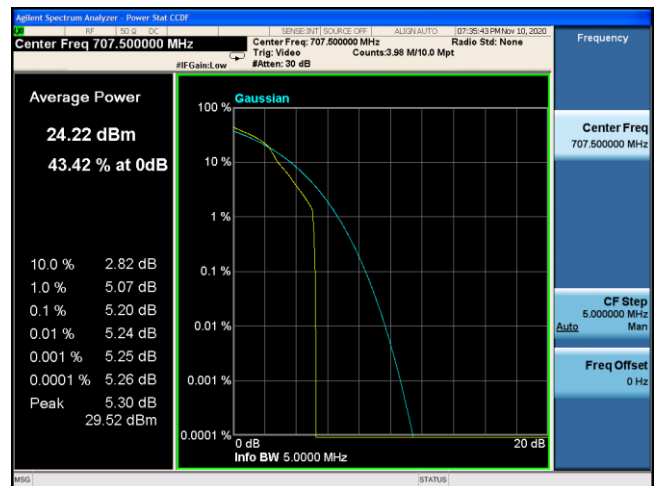 Agilent Spectrum Analyzer - Power Stat CCDF
RF 50 Ω DC SENSE:INT SOURCE OFF ALIGN AUTO 07:35:43 PM Nov 10, 2020
Center Freq 707.500000 MHz
Center Freq: 707.500000 MHz Radio Std: None
Trig: Video Counts:3.98 M/10.0 Mpt
#IFGain:Low #Atten: 30 dB
Frequency
Average Power
24.22 dBm
43.42 % at 0dB
10.0 % 2.82 dB
1.0 % 5.07 dB
0.1 % 5.20 dB
0.01 % 5.24 dB
0.001 % 5.25 dB
0.0001 % 5.26 dB
Peak 5.30 dB
29.52 dBm
Gaussian
100 %
10 %
1 %
0.1 %
0.01 %
0.001 %
0.0001 %
0 dB 20 dB
Info BW 5.0000 MHz
Center Freq
707.500000 MHz
CF Step
5.000000 MHz
Auto Man
Freq Offset
0 Hz
MSG STATUS